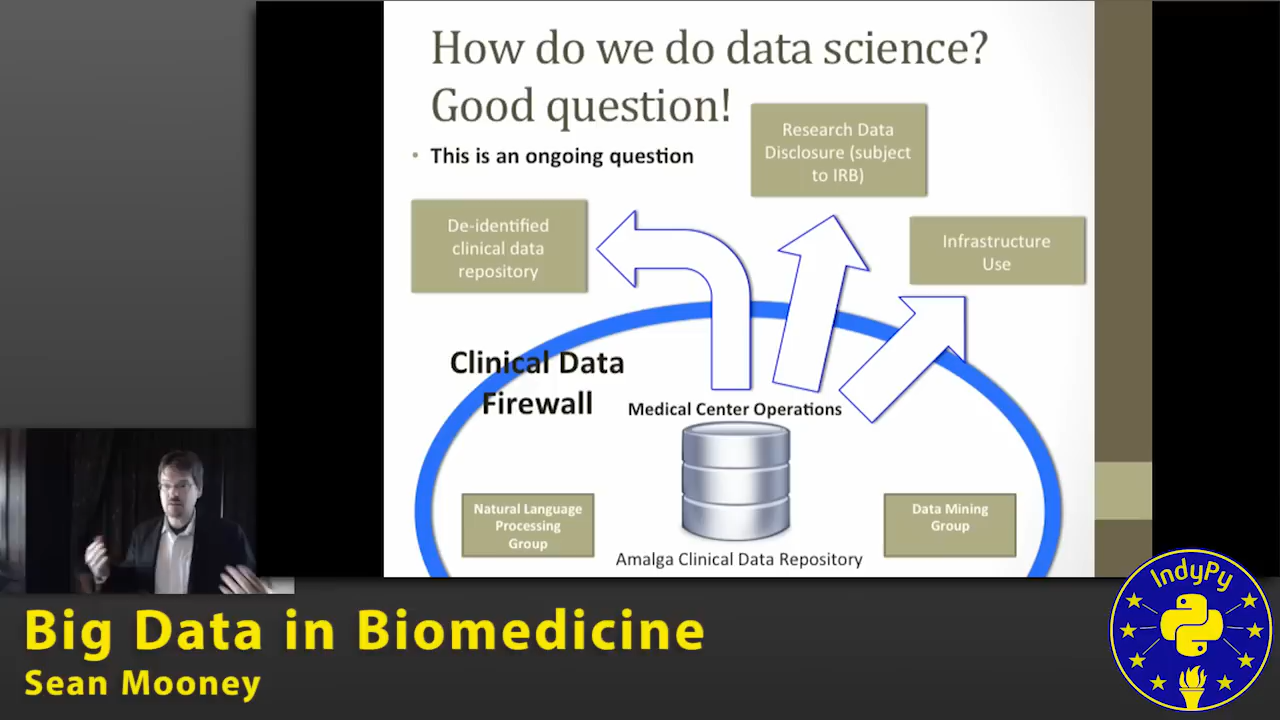 How do we do data science?
Good question!
• This is an ongoing question
Research Data
Disclosure (subject
to IRB)
De-identified
clinical data
repository
Infrastructure
Use
Clinical Data
Firewall
Medical Center Operations
Natural Language
Processing
Group
Data Mining
Group
Amalga Clinical Data Repository
Big Data in Biomedicine
Sean Mooney
IndyPy